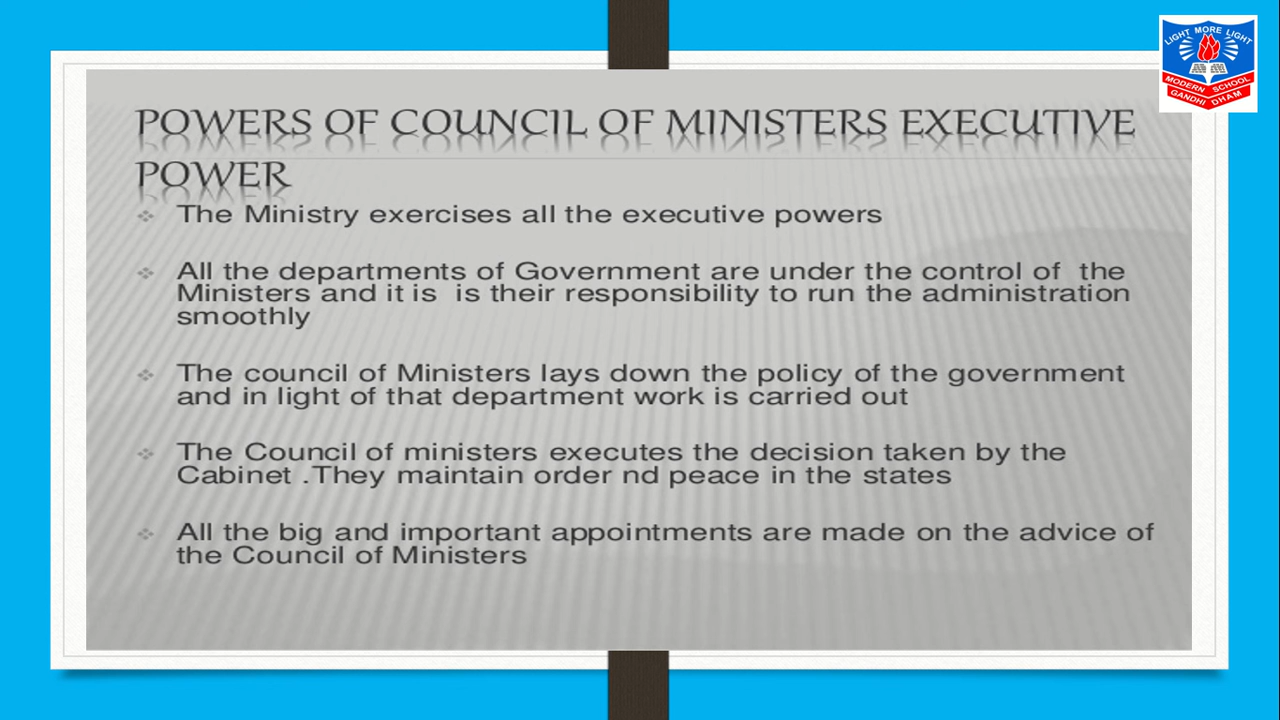 LIGHT MORE LIGHT
MODERN SCHOOL
GANDHI DHAM
POWERS OF COUNCIL OF MINISTERS EXECUTIVE
POWER
The Ministry exercises all the executive powers
All the departments of Government are under the control of the
Ministers and it is is their responsibility to run the administration
smoothly
The council of Ministers lays down the policy of the government
and in light of that department work is carried out
The Council of ministers executes the decision taken by the
Cabinet .They maintain order nd peace in the states
All the big and important appointments are made on the advice of
the Council of Ministers